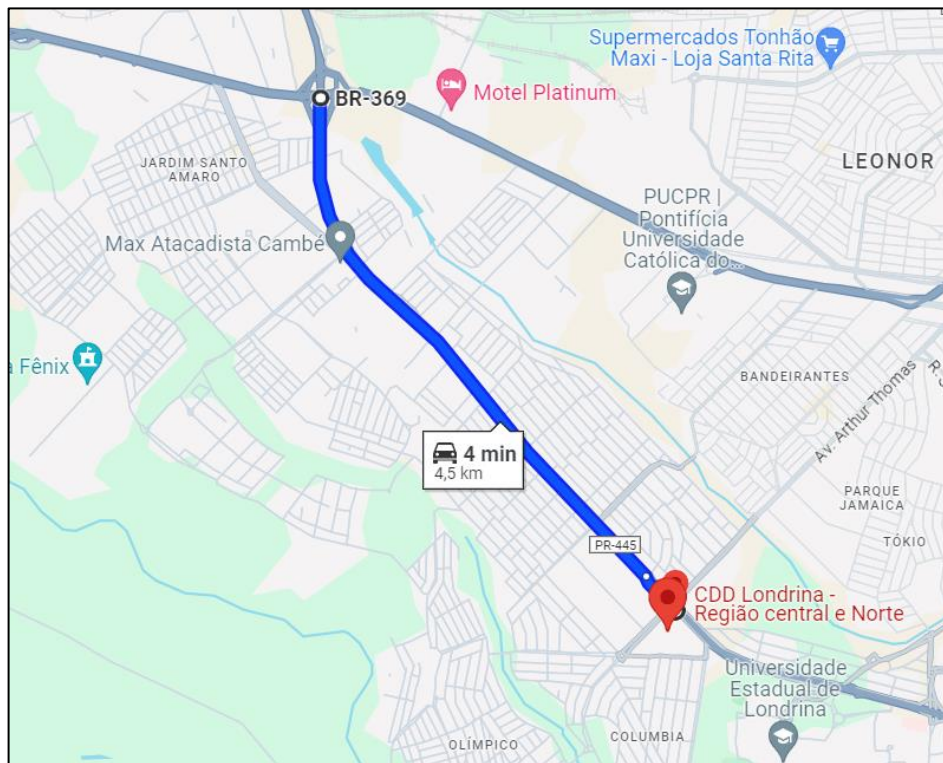 Supermercados Tonhão
Maxi - Loja Santa Rita
BR-369
Motel Platinum
JARDIM SANTO
AMARO
LEONOR
PUCPR |
Pontifícia
Universidade
Católica do...
Max Atacadista Cambé
a Fênix
BANDEIRANTES
Av. Arthur Thomas
4 min
4,5 km
PARQUE
JAMAICA
TÓKIO
PR-445
CDD Londrina -
Região central e Norte
Universidade
Estadual de
Londrina
COLUMBIA
OLÍMPICO